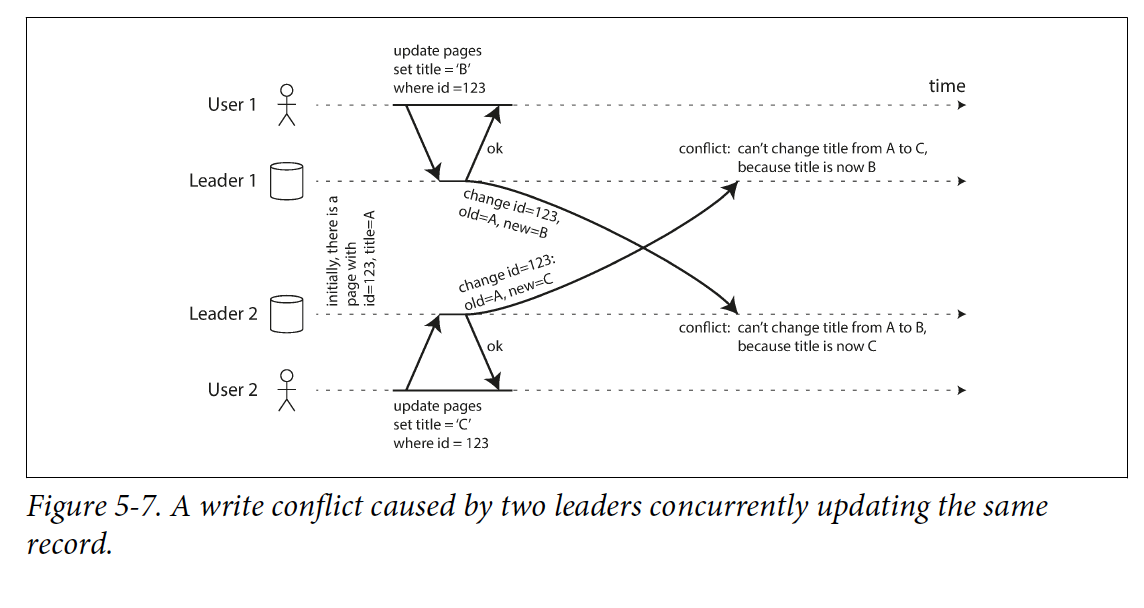 update pages
set title = 'B'
where id =123
time
User 1
ok
conflict: can't change title from A to C,
because title is now B
Leader 1
change id=123,
old=A, new=B
initially, there is a
page with
id=123, title=A
change id=123:
old=A, new=C
Leader 2
conflict: can't change title from A to B,
because title is now C
ok
User 2
update pages
set title = 'C'
where id = 123
Figure 5-7. A write conflict caused by two leaders concurrently updating the same
record.